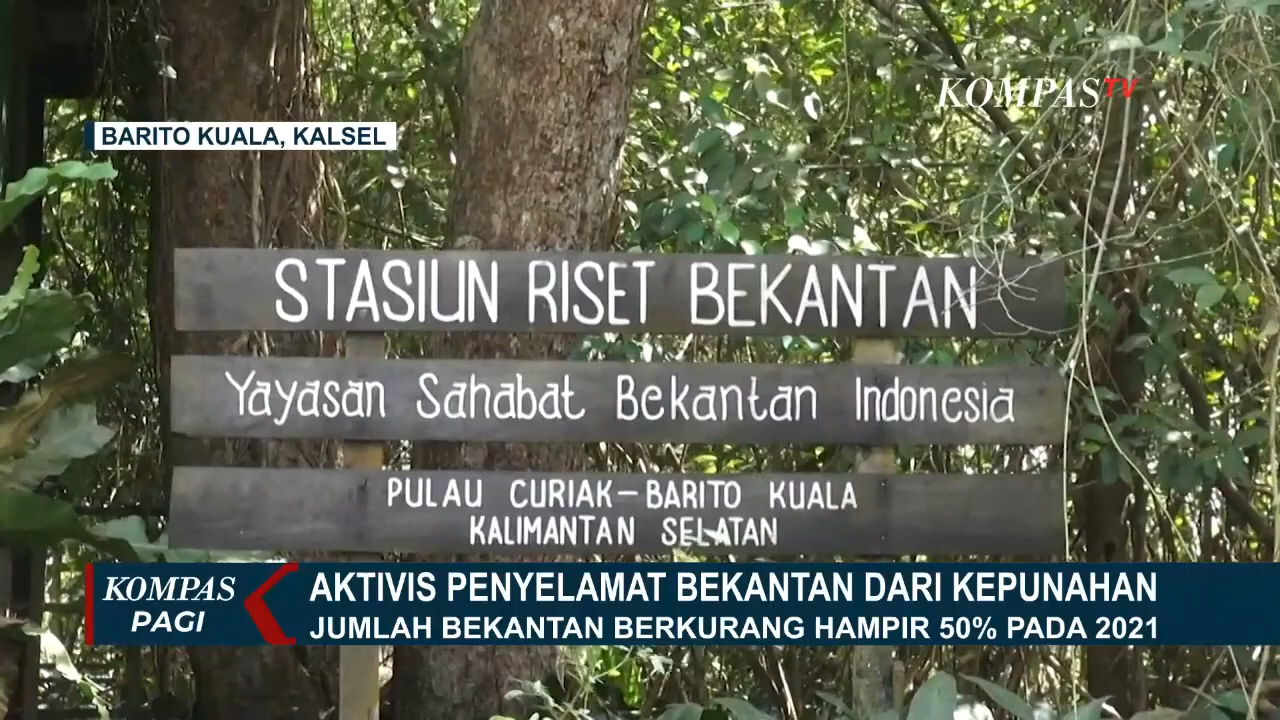 KOMPASTV
BARITO KUALA, KALSEL
STASIUN RISET BEKANTAN
Yayasan Sahabat Bekantan Indonesia
PULAU CURIAK-BARITO KUALA
KALIMANTAN SELATAN
KOMPAS
PAGI
AKTIVIS PENYELAMAT BEKANTAN DARI KEPUNAHAN
JUMLAH BEKANTAN BERKURANG HAMPIR 50% PADA 2021